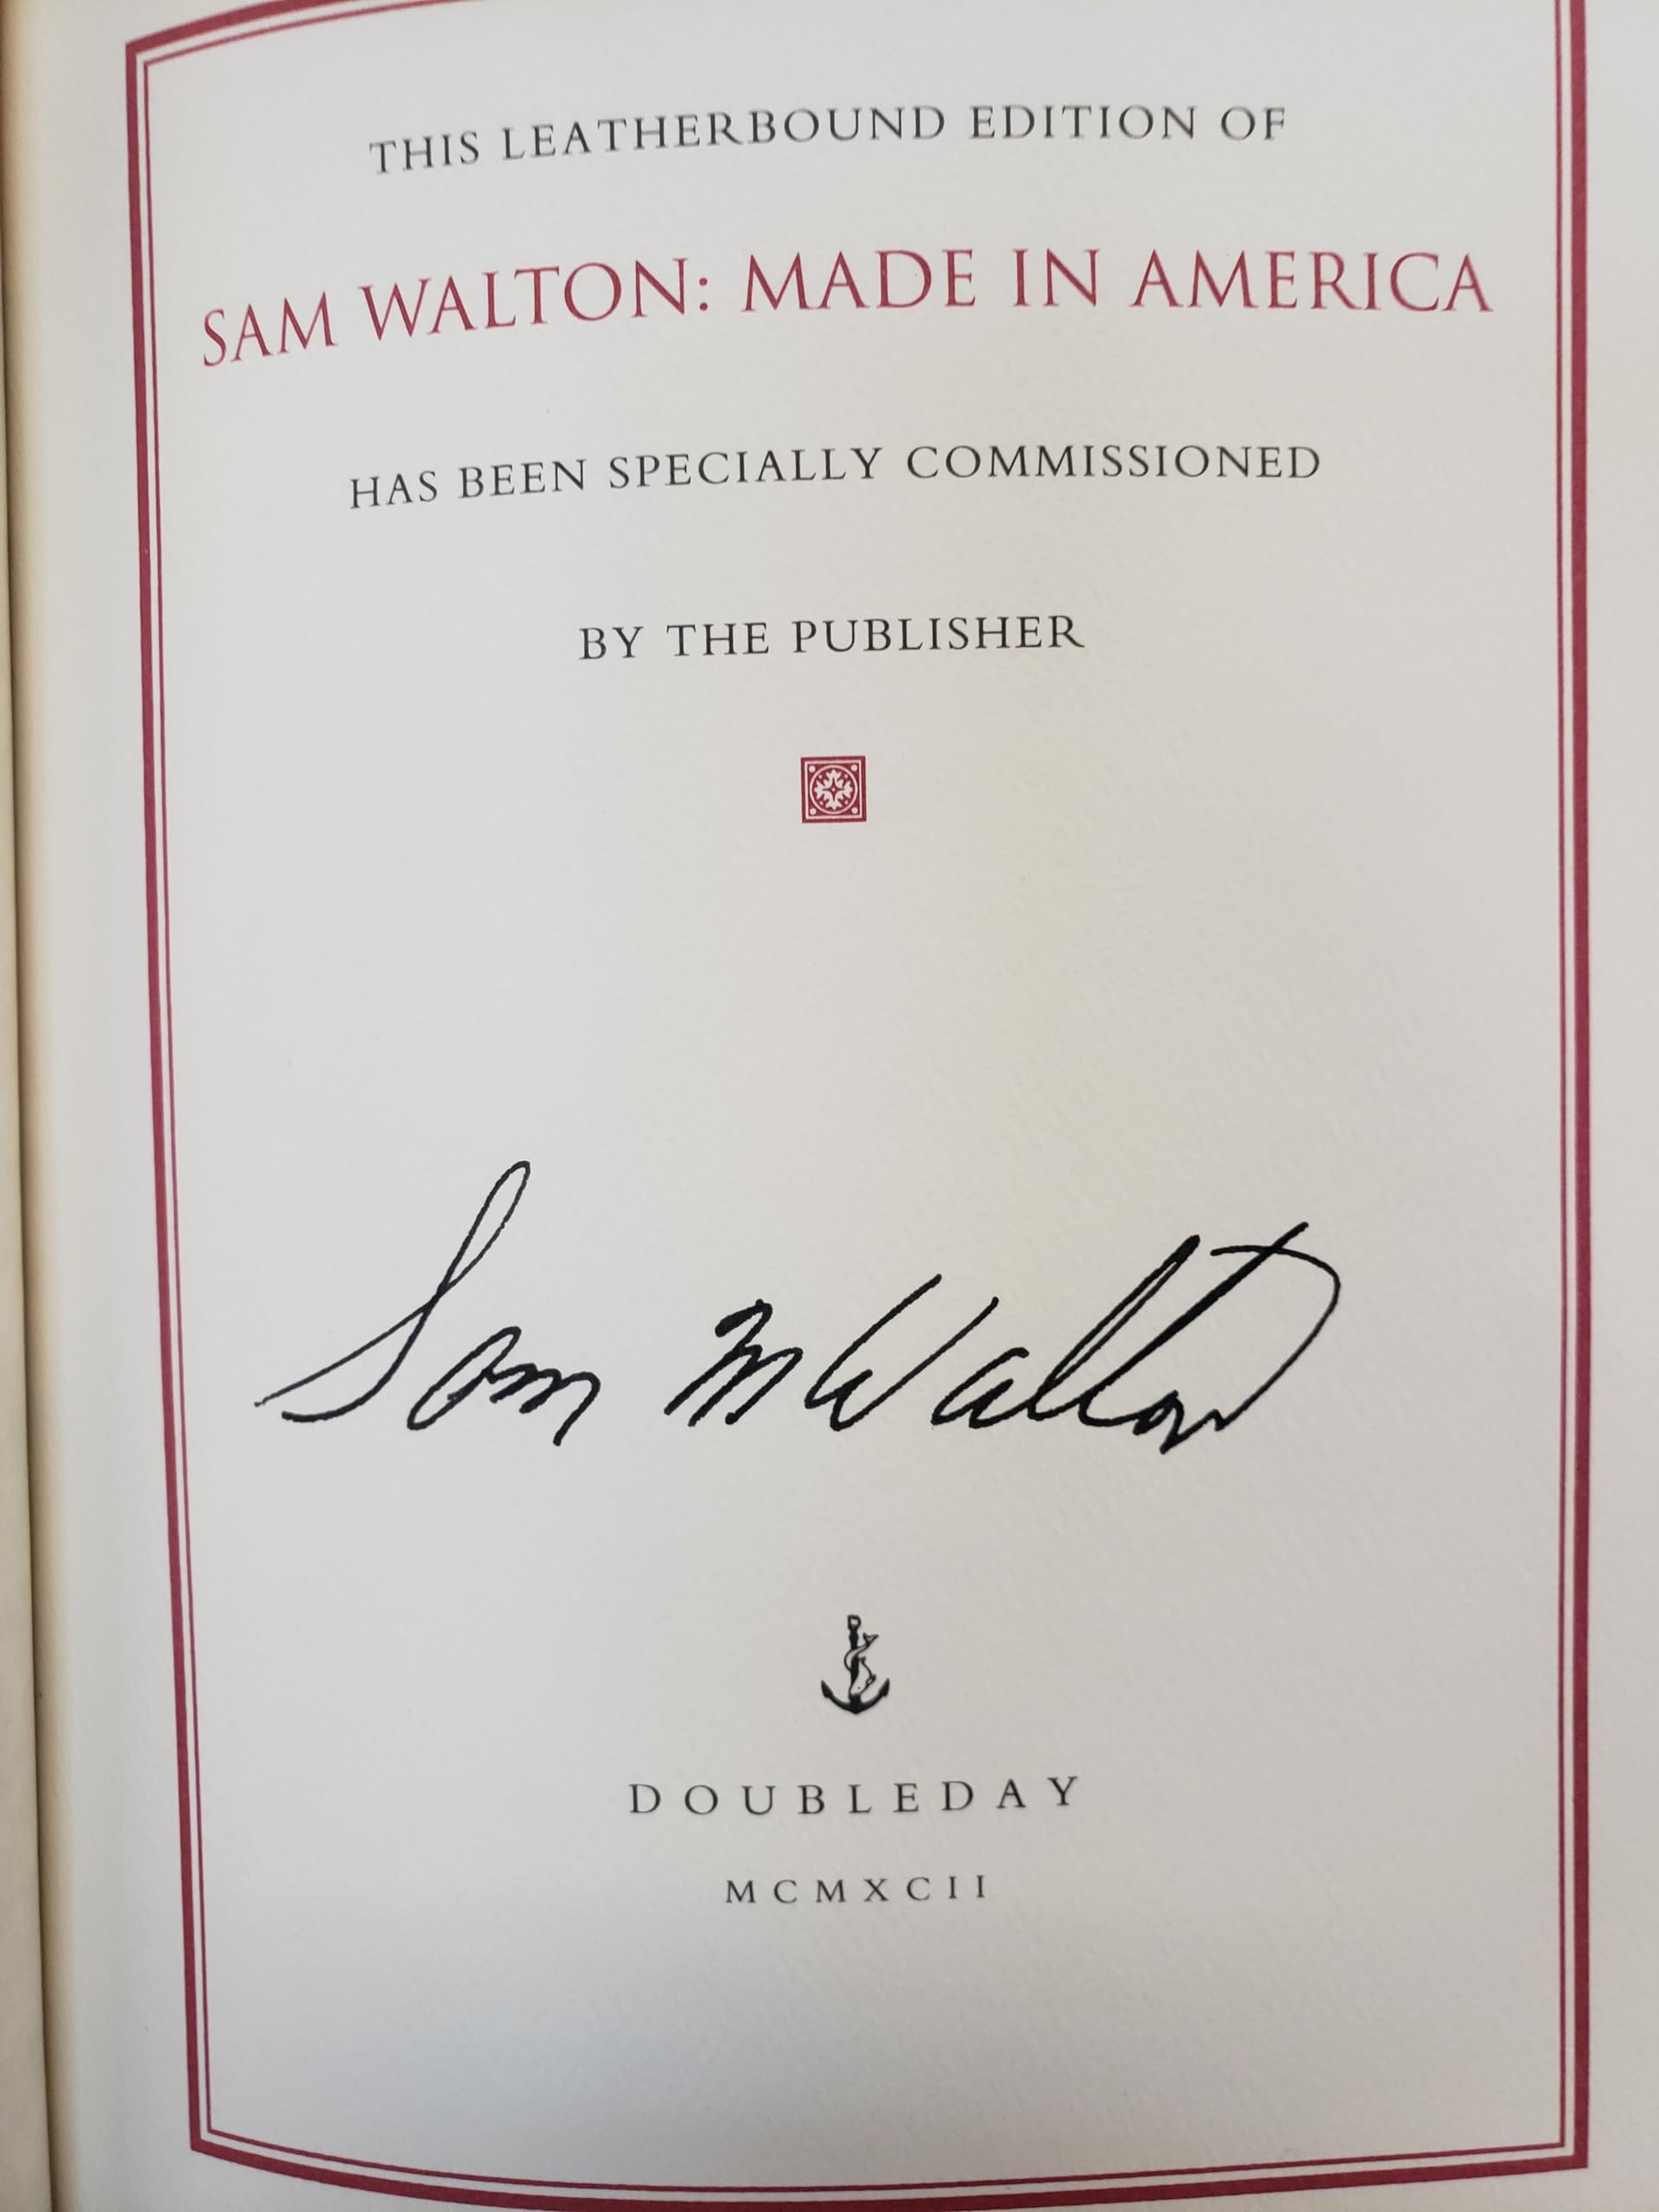 THIS LEATHERBOUND EDITION OF
SAM WALTON: MADE IN AMERICA
HAS BEEN SPECIALLY COMMISSIONED
BY THE PUBLISHER
Sam M Walton
DOUBLEDAY
MCMXCII